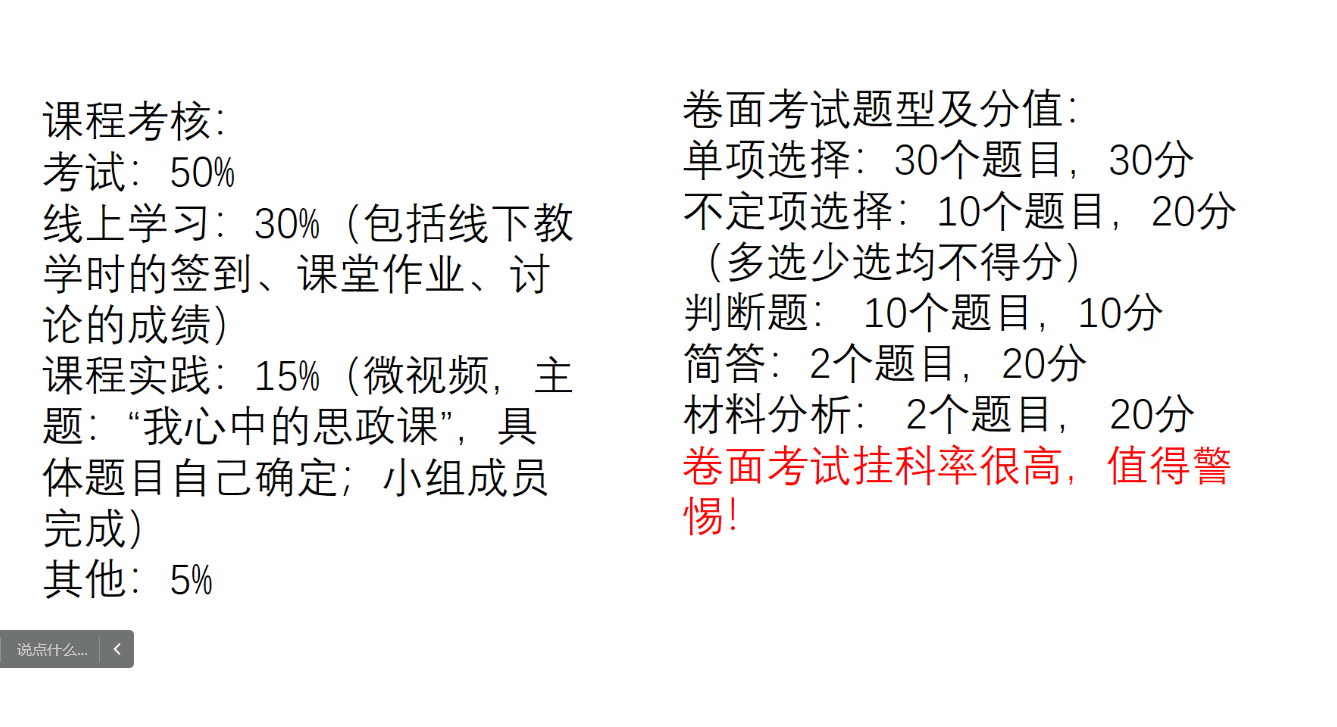 课程考核：
考试：50%
线上学习：30%（包括线下教
学时的签到、课堂作业、讨
论的成绩）
课程实践：15%（微视频，主
题：“我心中的思政课”，具
体题目自己确定；小组成员
完成）
其他：5%
卷面考试题型及分值：
单项选择：30个题目，30分
不定项选择：10个题目，20分
（多选少选均不得分）
判断题： 10个题目，10分
简答：2个题目，20分
材料分析： 2个题目， 20分
卷面考试挂科率很高，值得警
惕！
说点什么...